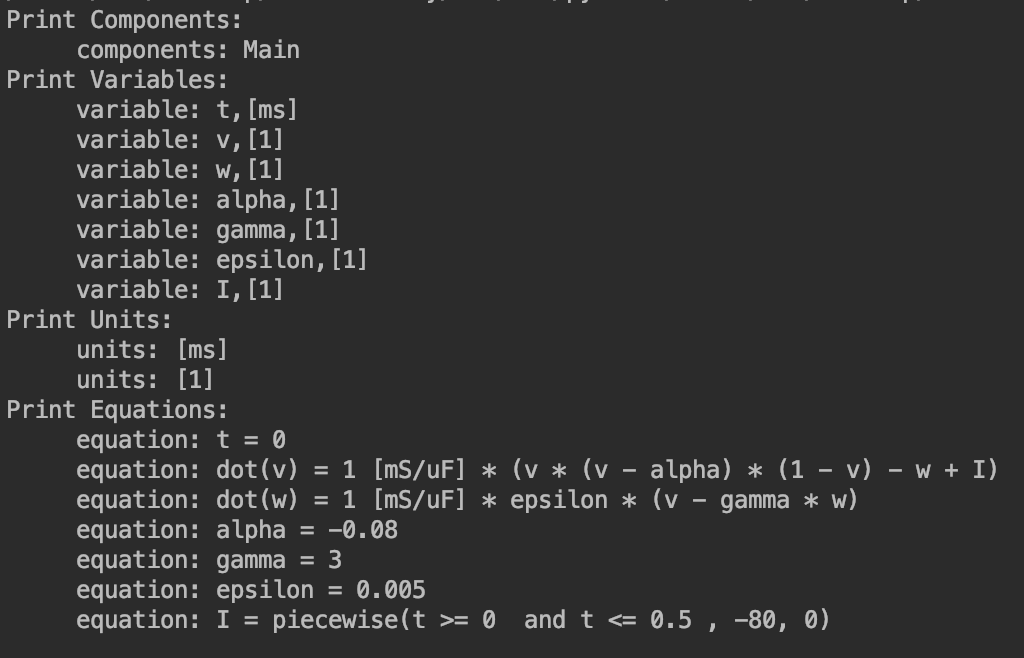 Print Components:
components: Main
Print Variables:
variable: t,[ms]
variable: v,[1]
variable: w,[1]
variable: alpha,[1]
variable: gamma,[1]
variable: epsilon,[1]
variable: I,[1]
Print Units:
units: [ms]
units: [1]
Print Equations:
equation: t = 0
equation: dot(v) = 1 [mS/uF] * (v * (v - alpha) * (1 - v) - w + I)
equation: dot(w) = 1 [mS/uF] * epsilon * (v - gamma * w)
equation: alpha = -0.08
equation: gamma = 3
equation: epsilon = 0.005
equation: I = piecewise(t >= 0  and t <= 0.5 , -80, 0)